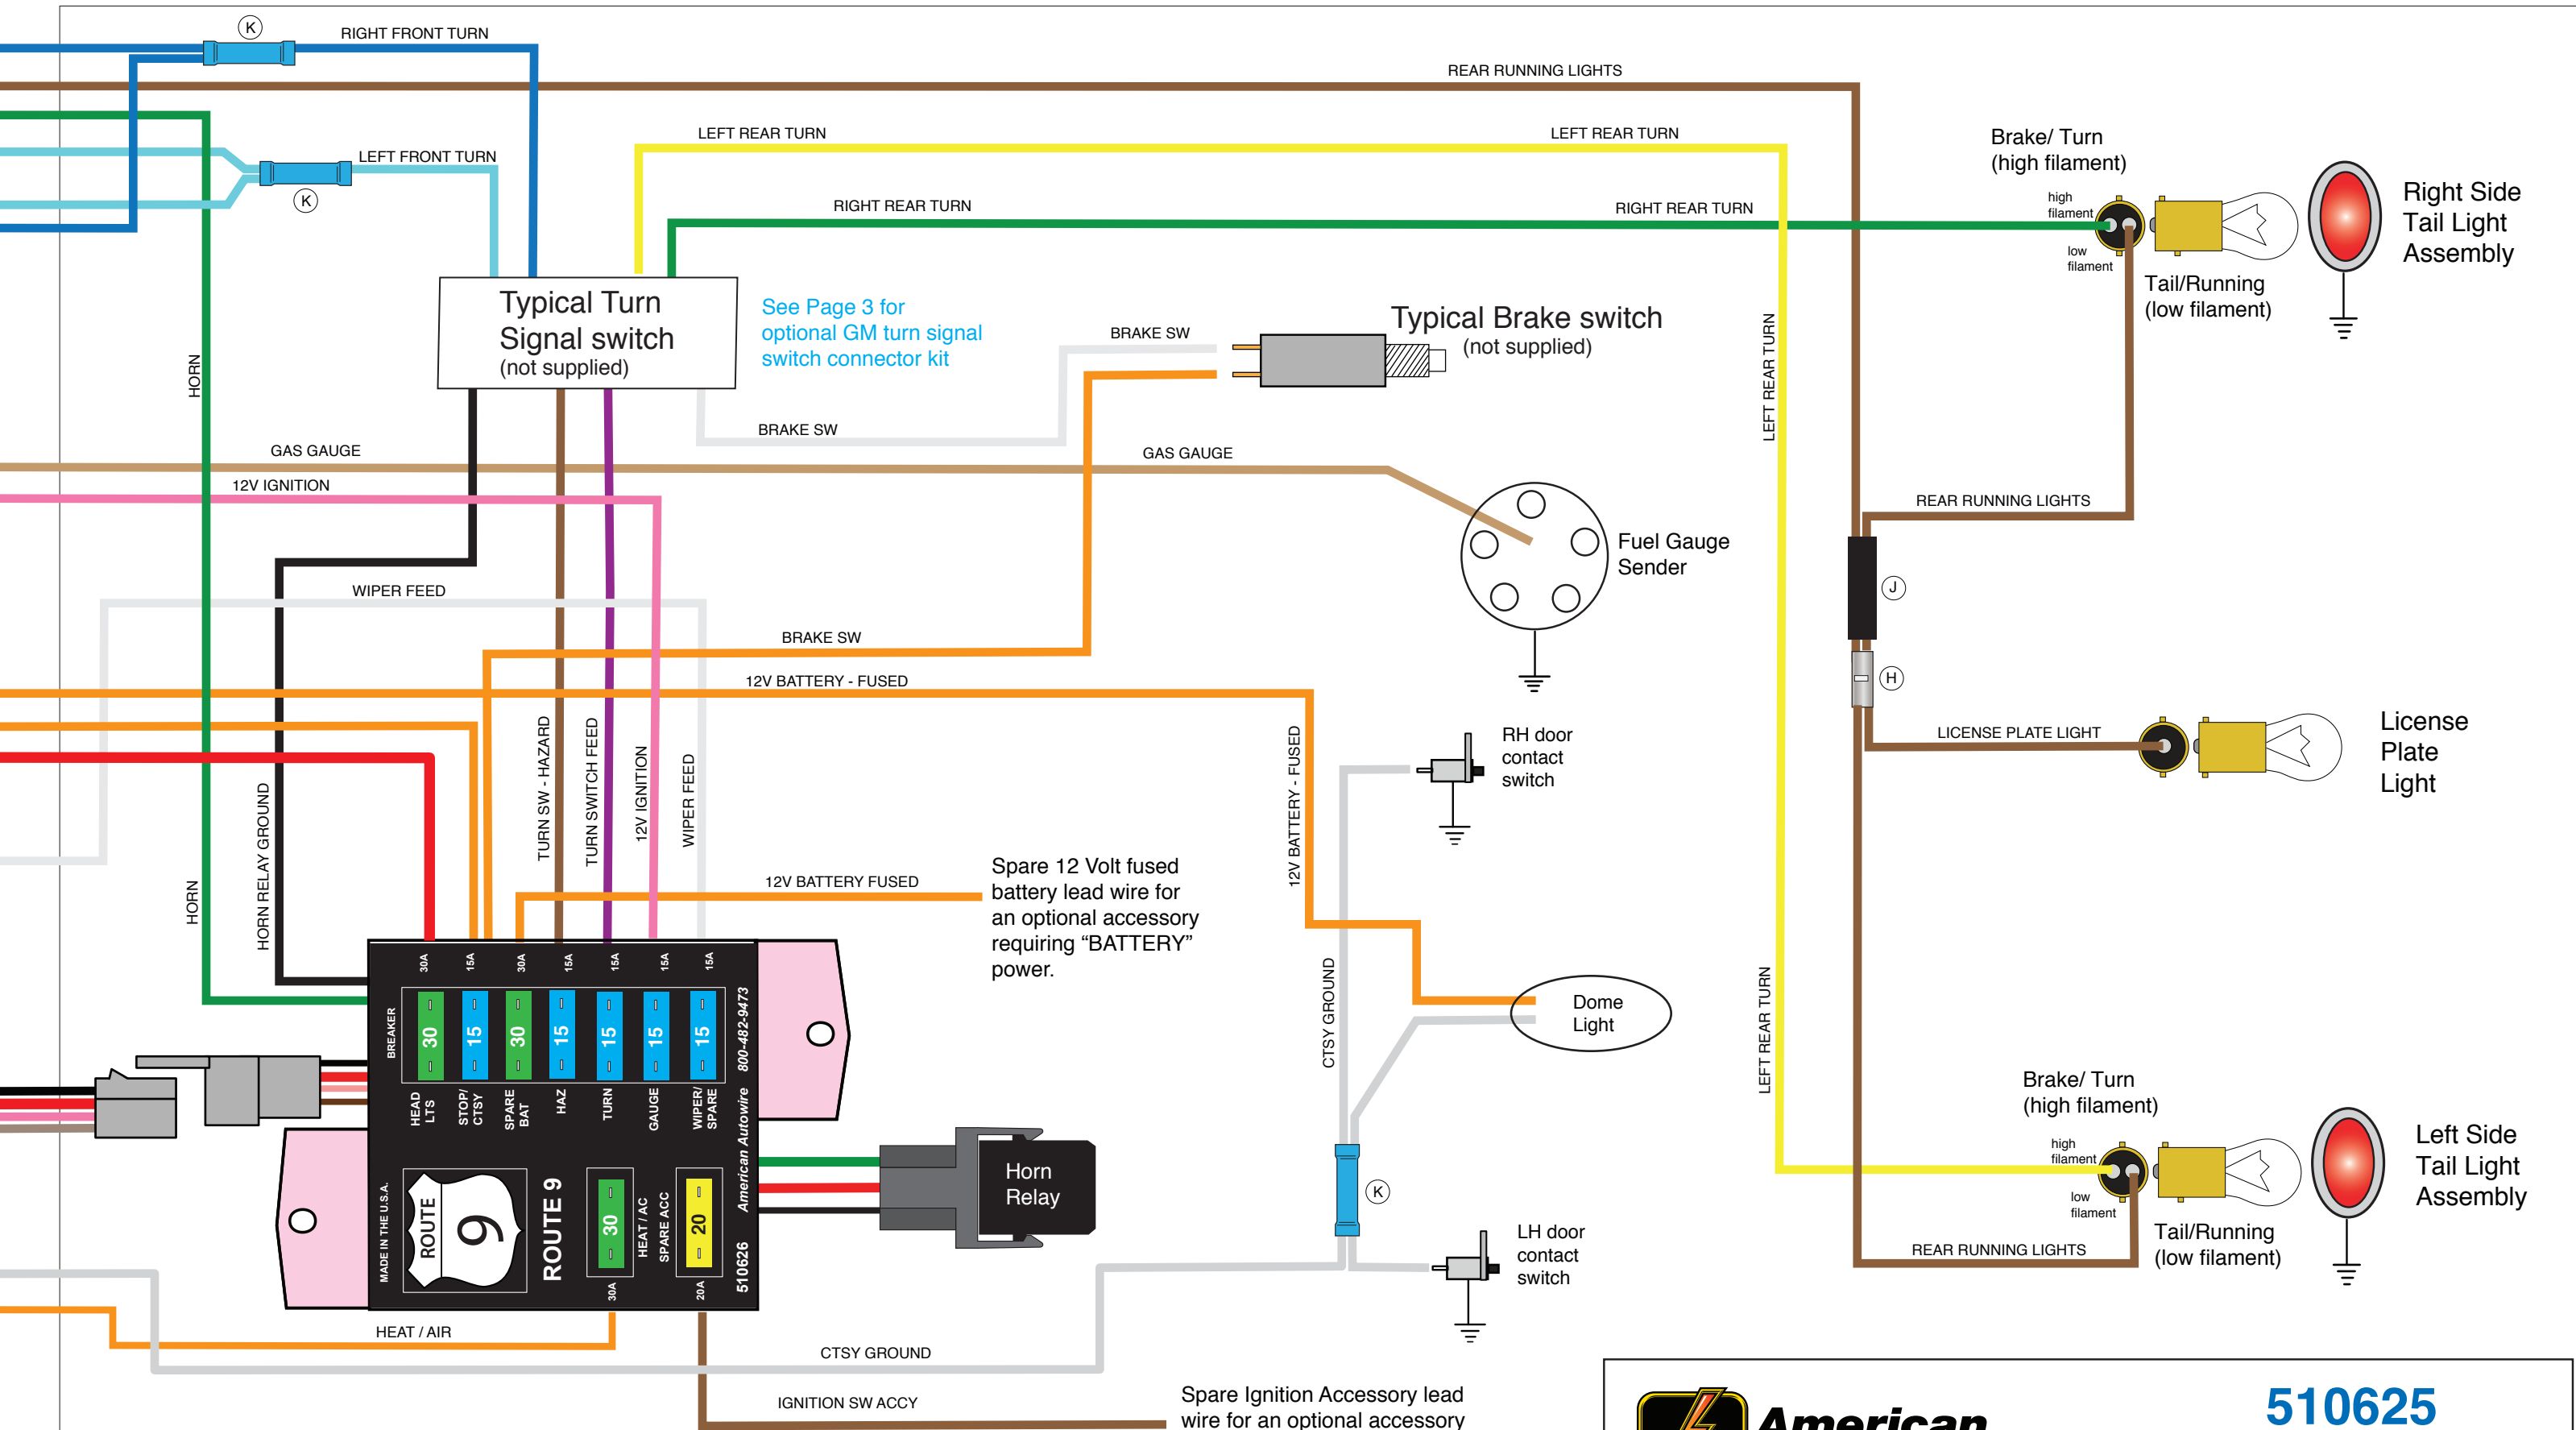 K
RIGHT FRONT TURN
REAR RUNNING LIGHTS
LEFT REAR TURN
LEFT REAR TURN
Brake/ Turn
(high filament)
LEFT FRONT TURN
K
RIGHT REAR TURN
RIGHT REAR TURN
high
filament
low
filament
Right Side
Tail Light
Assembly
Tail/Running
(low filament)
Typical Turn
Signal switch
(not supplied)
See Page 3 for
optional GM turn signal
switch connector kit
BRAKE SW
Typical Brake switch
(not supplied)
HORN
LEFT REAR TURN
BRAKE SW
GAS GAUGE
GAS GAUGE
12V IGNITION
REAR RUNNING LIGHTS
Fuel Gauge
Sender
J
WIPER FEED
BRAKE SW
12V BATTERY - FUSED
H
LICENSE PLATE LIGHT
License
Plate
Light
RH door
contact
switch
HORN
HORN RELAY GROUND
TURN SW - HAZARD
TURN SWITCH FEED
12V IGNITION
WIPER FEED
12V BATTERY - FUSED
12V BATTERY FUSED
Spare 12 Volt fused
battery lead wire for
an optional accessory
requiring “BATTERY”
power.
30A
15A
30A
15A
15A
15A
15A
BREAKER
30
15
30
15
15
15
15
HEAD
LTS
STOP/
CTSY
SPARE
BAT
HAZ
TURN
GAUGE
WIPER/
SPARE
510626 American Autowire 800-482-9473
CTSY GROUND
Dome
Light
LEFT REAR TURN
MADE IN THE U.S.A.
ROUTE
9
ROUTE 9
30
HEAT / AC
SPARE ACC
20
30A
20A
Horn
Relay
K
LH door
contact
switch
Brake/ Turn
(high filament)
high
filament
low
filament
Left Side
Tail Light
Assembly
Tail/Running
(low filament)
REAR RUNNING LIGHTS
HEAT / AIR
CTSY GROUND
IGNITION SW ACCY
Spare Ignition Accessory lead
wire for an optional accessory
American
510625